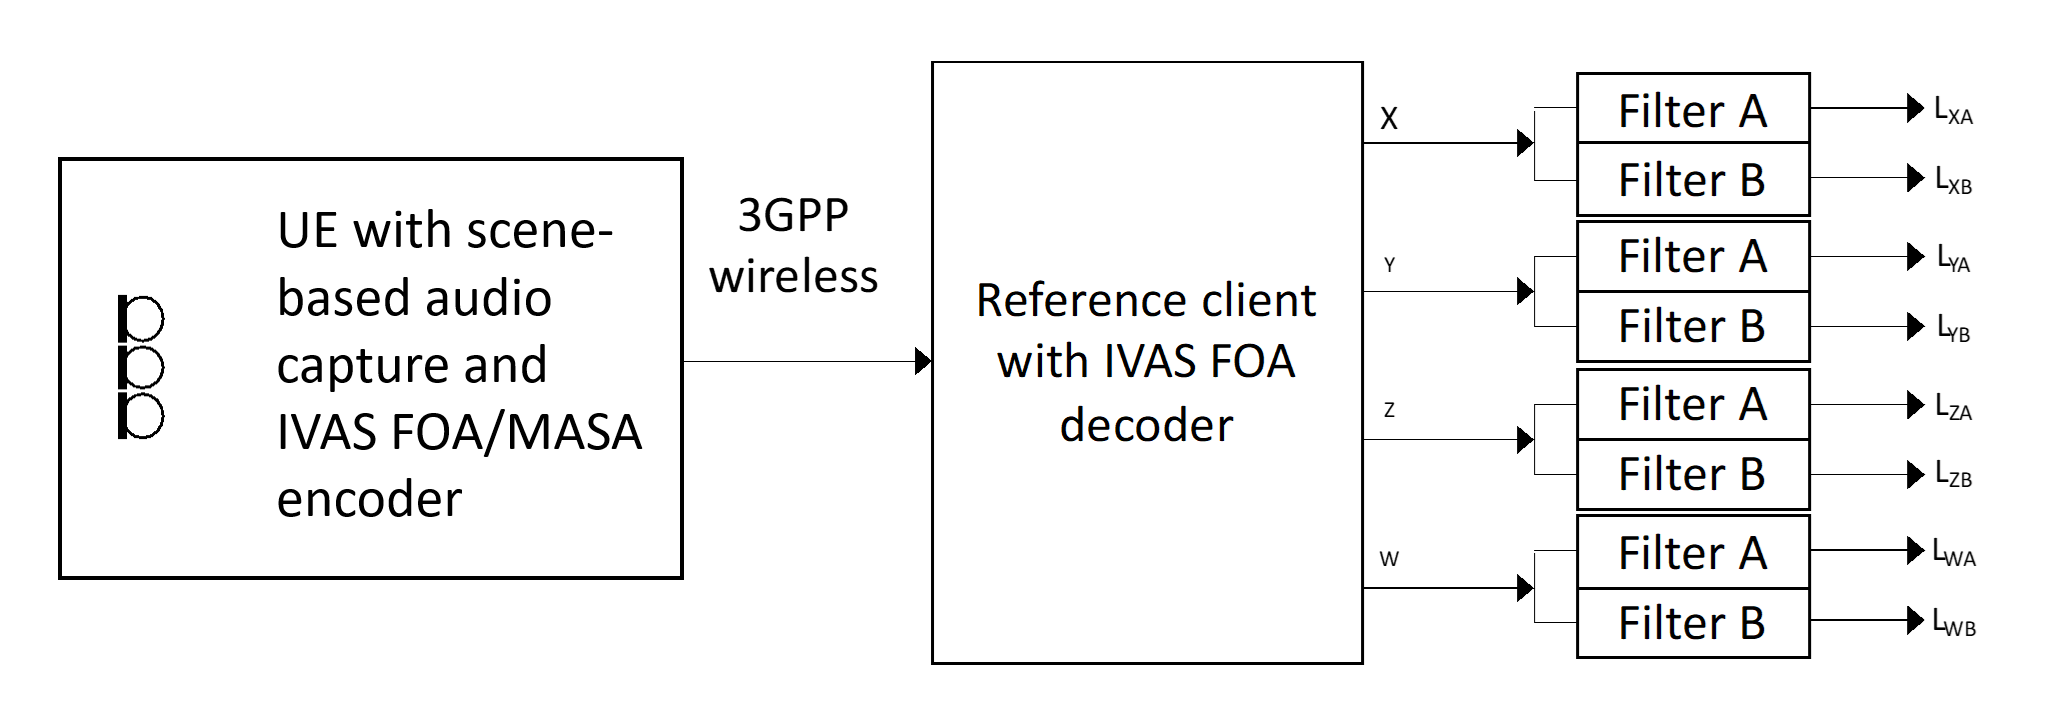 UE with scene-
based audio
capture and
IVAS FOA/MASA
encoder
3GPP
wireless
Reference client
with IVAS FOA
decoder
X
Filter A
LXA
Filter B
LXB
Y
Filter A
LYA
Filter B
LYB
Z
Filter A
LZA
Filter B
LZB
W
Filter A
LWA
Filter B
LWB